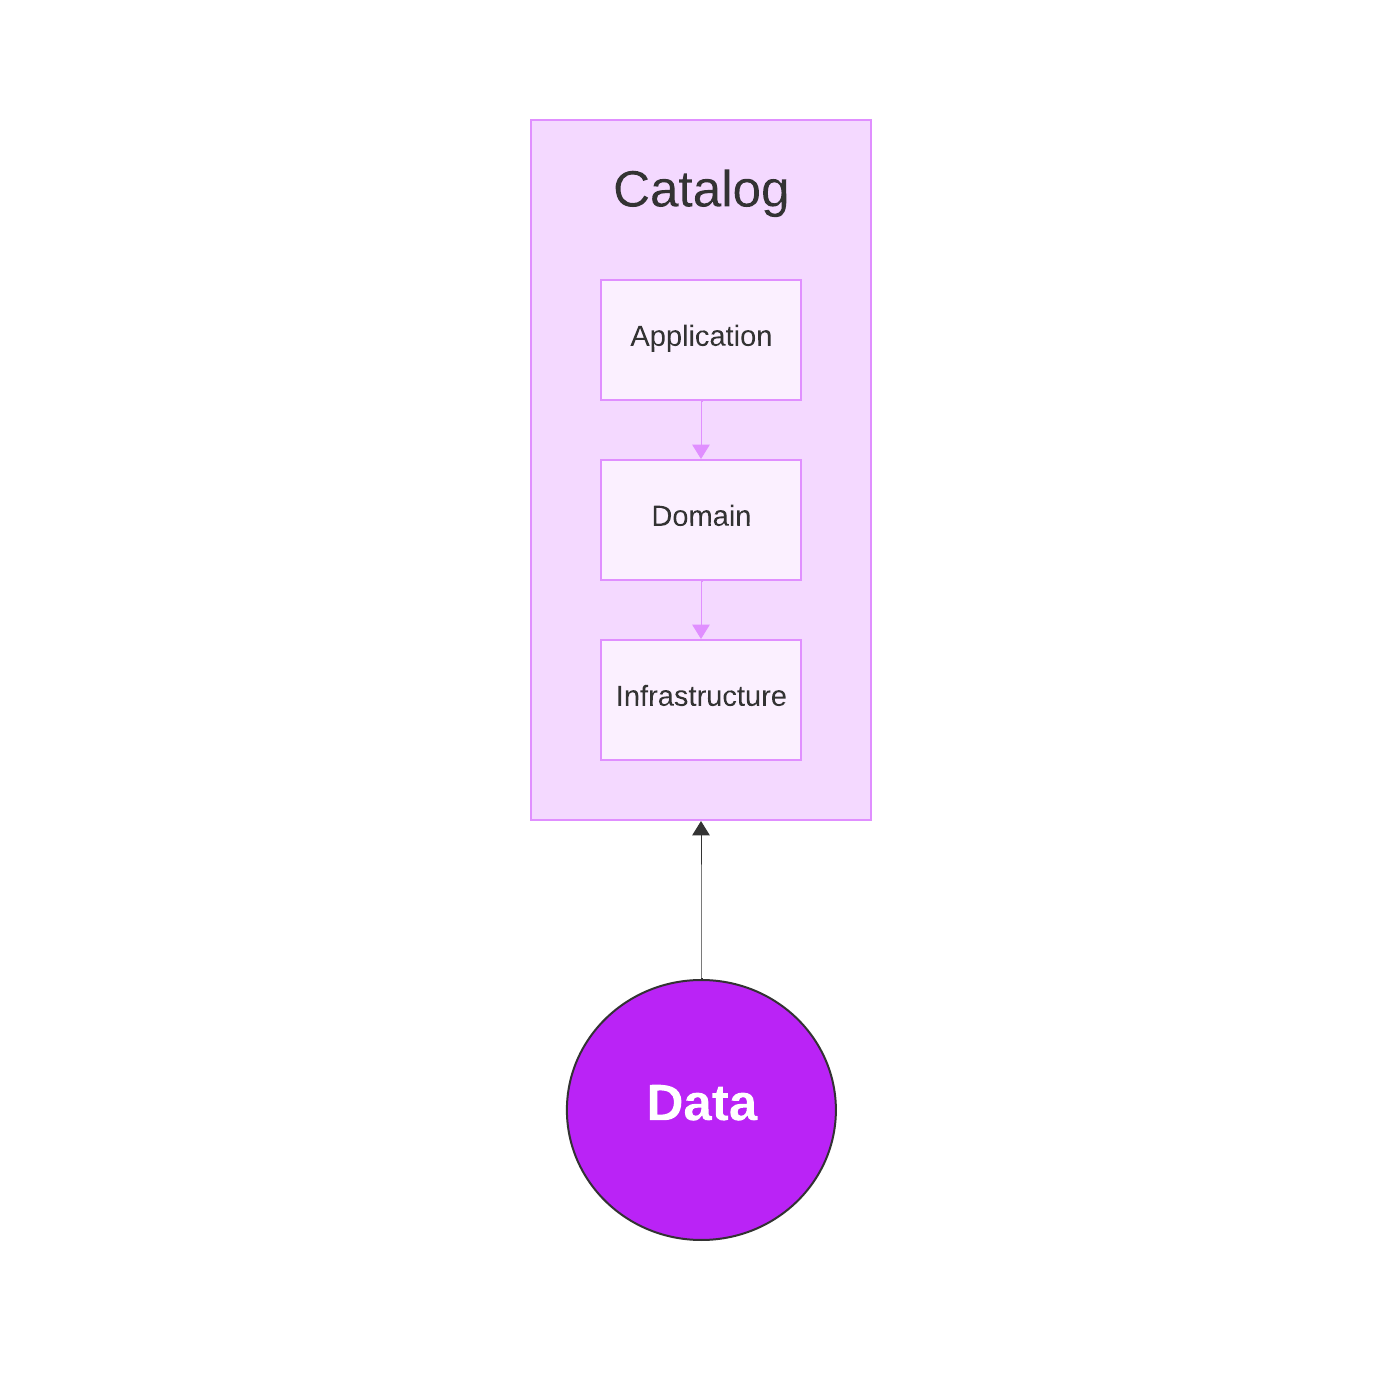 Catalog
Application
Domain
Infrastructure
Data